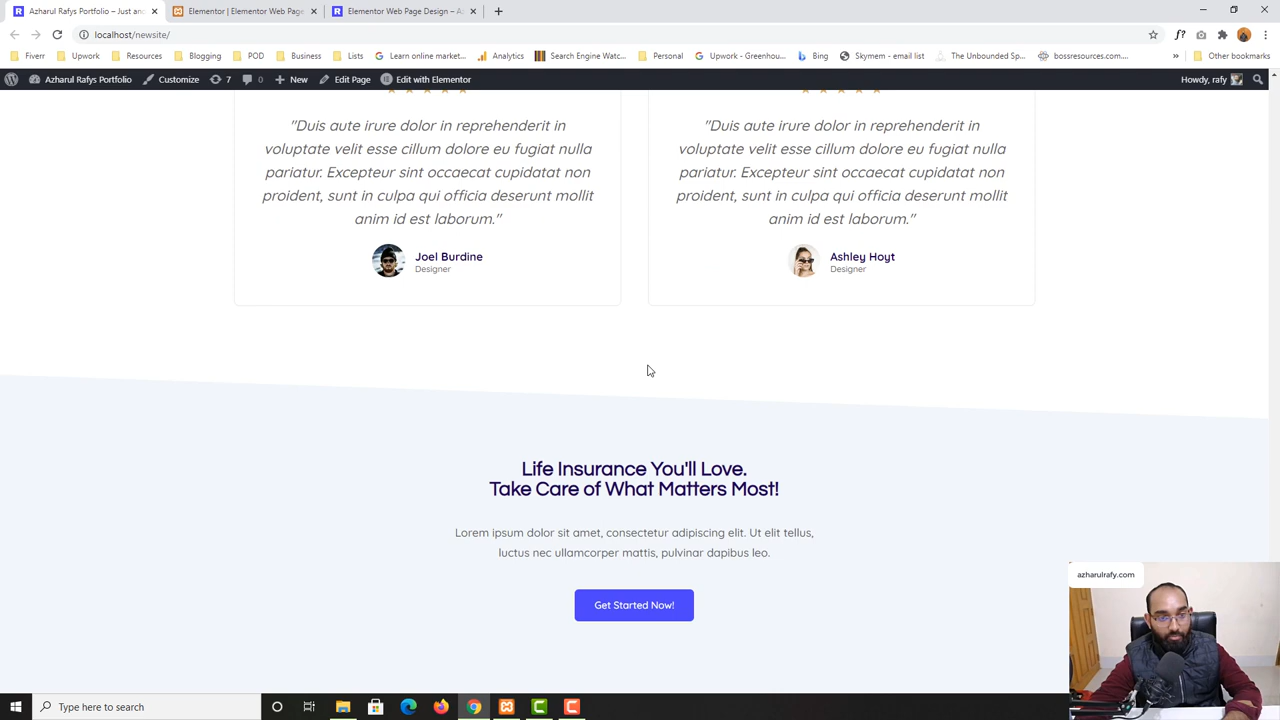 Azharul Rafys Portfolio – Just an
Elementor | Elementor Web Page
Elementor Web Page Design – A
localhost/newsite/
Fiverr
Upwork
Resources
Blogging
POD
Business
Lists
Learn online market...
Analytics
Search Engine Watc...
Personal
Upwork - Greenhou...
Bing
Skymem - email list
The Unbounded Sp...
bossresources.com...
»
Other bookmarks
Azharul Rafys Portfolio
Customize
7
0
New
Edit Page
Edit with Elementor
Howdy, rafy
"Duis aute irure dolor in reprehenderit in
voluptate velit esse cillum dolore eu fugiat nulla
pariatur. Excepteur sint occaecat cupidatat non
proident, sunt in culpa qui officia deserunt mollit
anim id est laborum."
Joel Burdine
Designer
"Duis aute irure dolor in reprehenderit in
voluptate velit esse cillum dolore eu fugiat nulla
pariatur. Excepteur sint occaecat cupidatat non
proident, sunt in culpa qui officia deserunt mollit
anim id est laborum."
Ashley Hoyt
Designer
Life Insurance You'll Love.
Take Care of What Matters Most!
Lorem ipsum dolor sit amet, consectetur adipiscing elit. Ut elit tellus,
luctus nec ullamcorper mattis, pulvinar dapibus leo.
Get Started Now!
azharulrafy.com
Type here to search